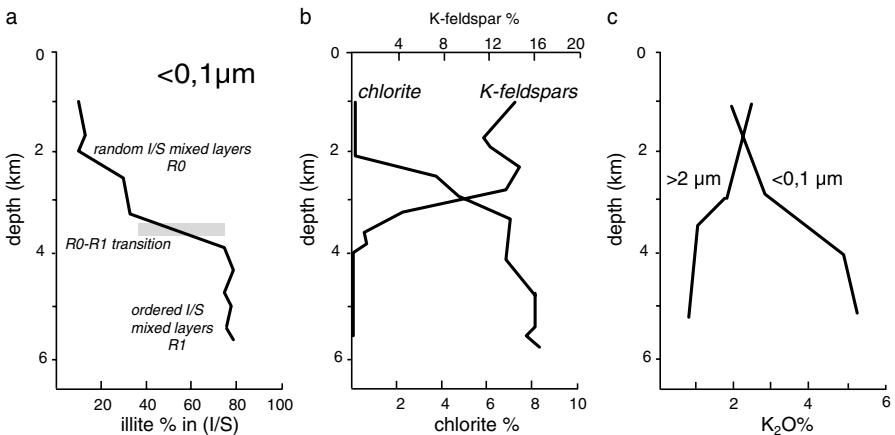 a
<0,1µm
0
2
4
6
depth (km)
random I/S mixed layers
R0
R0-R1 transition
ordered I/S
mixed layers
R1
20 40 60 80 100
illite % in (I/S)
b
K-feldspar %
4 8 12 16 20
0
2
4
6
depth (km)
chlorite K-feldspars
2 4 6 8 10
chlorite %
c
0
2
4
6
depth (km)
>2 µm <0,1 µm
2 4 6
K₂O%